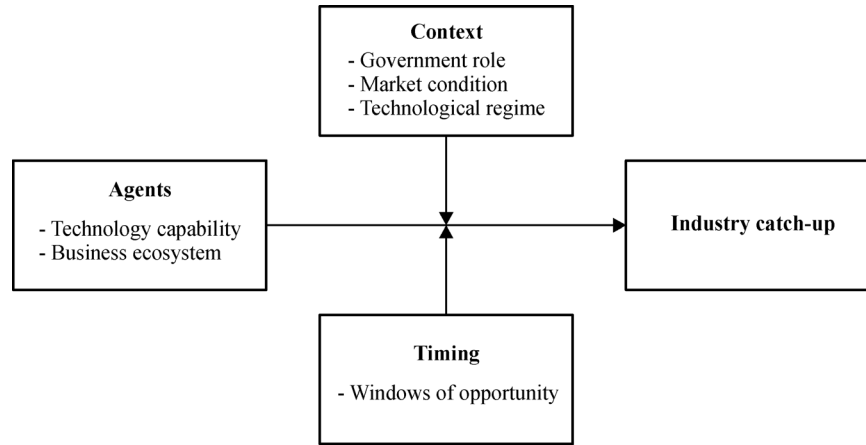 Context
- Government role
- Market condition
- Technological regime
Agents
- Technology capability
- Business ecosystem
Industry catch-up
Timing
- Windows of opportunity